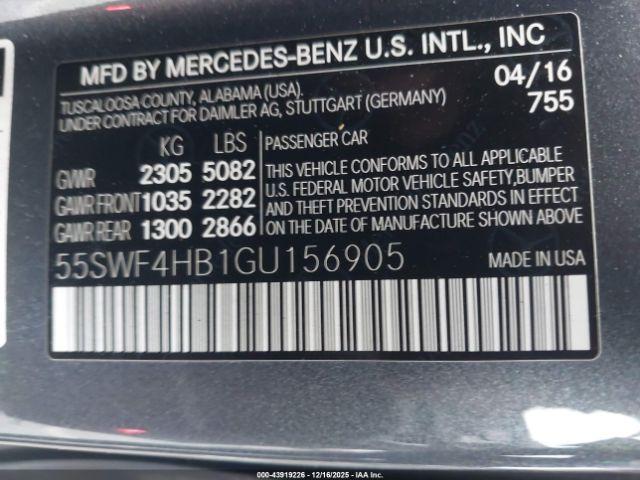 MFD BY MERCEDES-BENZ U.S. INTL., INC
TUSCALOOSA COUNTY, ALABAMA (USA).
UNDER CONTRACT FOR DAIMLER AG, STUTTGART (GERMANY)
04/16
755
KG LBS
GVWR 2305 5082
GAWR FRONT 1035 2282
GAWR REAR 1300 2866
PASSENGER CAR
THIS VEHICLE CONFORMS TO ALL APPLICABLE
U.S. FEDERAL MOTOR VEHICLE SAFETY,BUMPER
AND THEFT PREVENTION STANDARDS IN EFFECT
ON THE DATE OF MANUFACTURE SHOWN ABOVE.
55SWF4HB1GU156905
MADE IN USA
©️ 43919226 - 12/16/2025 - IAAI.COM